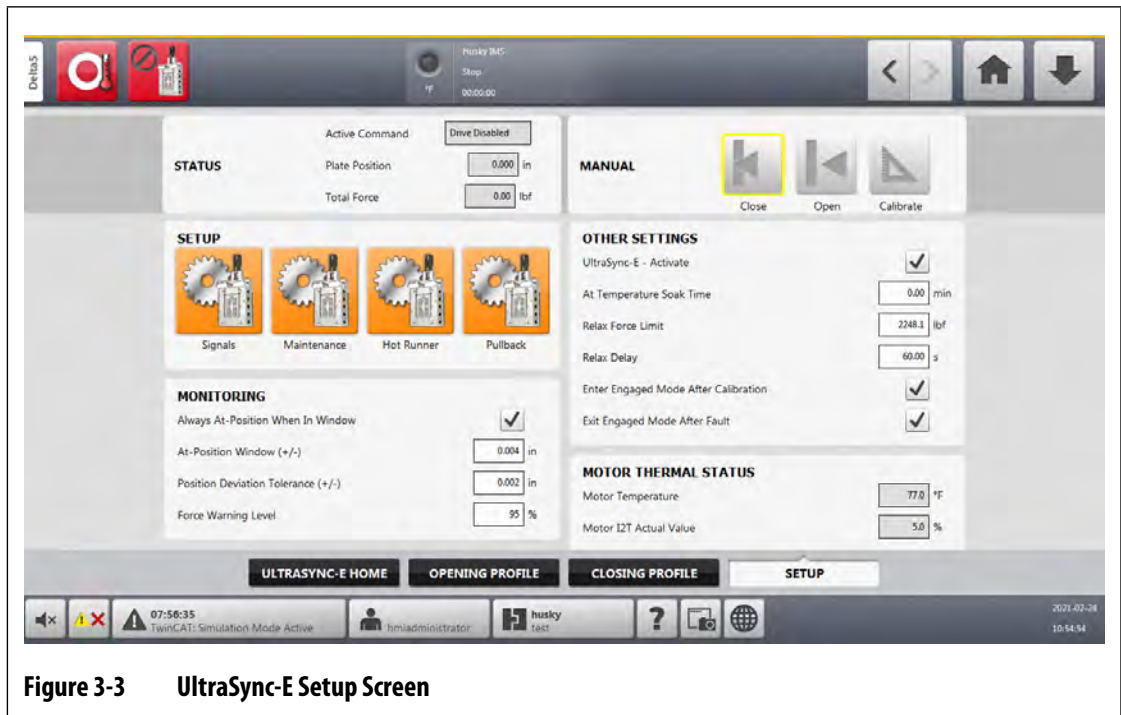 Delta5
Husky IMS
Stop
°F 00:00:00
STATUS
Active Command Drive Disabled
Plate Position 0.000 in
Total Force 0.00 lbf
MANUAL
Close Open Calibrate
SETUP
Signals Maintenance Hot Runner Pullback
MONITORING
Always At-Position When In Window
At-Position Window (+/-) 0.004 in
Position Deviation Tolerance (+/-) 0.002 in
Force Warning Level 95 %
OTHER SETTINGS
UltraSync-E - Activate
At Temperature Soak Time 0.00 min
Relax Force Limit 2248.1 lbf
Relax Delay 60.00 s
Enter Engaged Mode After Calibration
Exit Engaged Mode After Fault
MOTOR THERMAL STATUS
Motor Temperature 77.0 °F
Motor I2T Actual Value 5.0 %
ULTRASYNC-E HOME OPENING PROFILE CLOSING PROFILE SETUP
07:56:35
TwinCAT: Simulation Mode Active
hmiadministrator
husky
test
?
2021-02-24
10:54:54
Figure 3-3 UltraSync-E Setup Screen